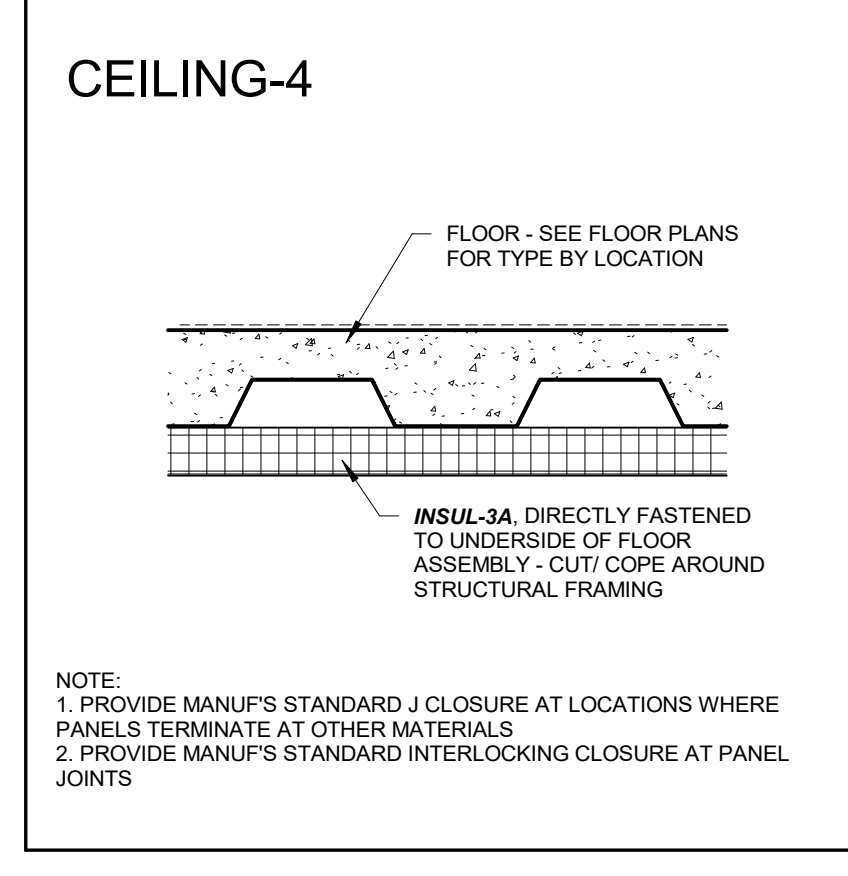 CEILING-4
FLOOR - SEE FLOOR PLANS
FOR TYPE BY LOCATION
INSUL-3A, DIRECTLY FASTENED
TO UNDERSIDE OF FLOOR
ASSEMBLY - CUT/ COPE AROUND
STRUCTURAL FRAMING
NOTE:
1. PROVIDE MANUF'S STANDARD J CLOSURE AT LOCATIONS WHERE
PANELS TERMINATE AT OTHER MATERIALS
2. PROVIDE MANUF'S STANDARD INTERLOCKING CLOSURE AT PANEL
JOINTS